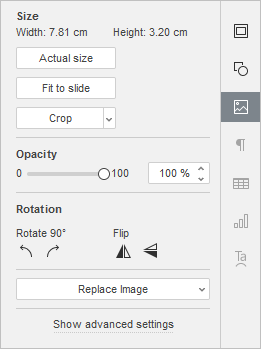 Size
Width: 7.81 cm Height: 3.20 cm
Actual size
Fit to slide
Crop
Opacity
0 100 100 %
Rotation
Rotate 90° Flip
Replace Image
Show advanced settings
Ta